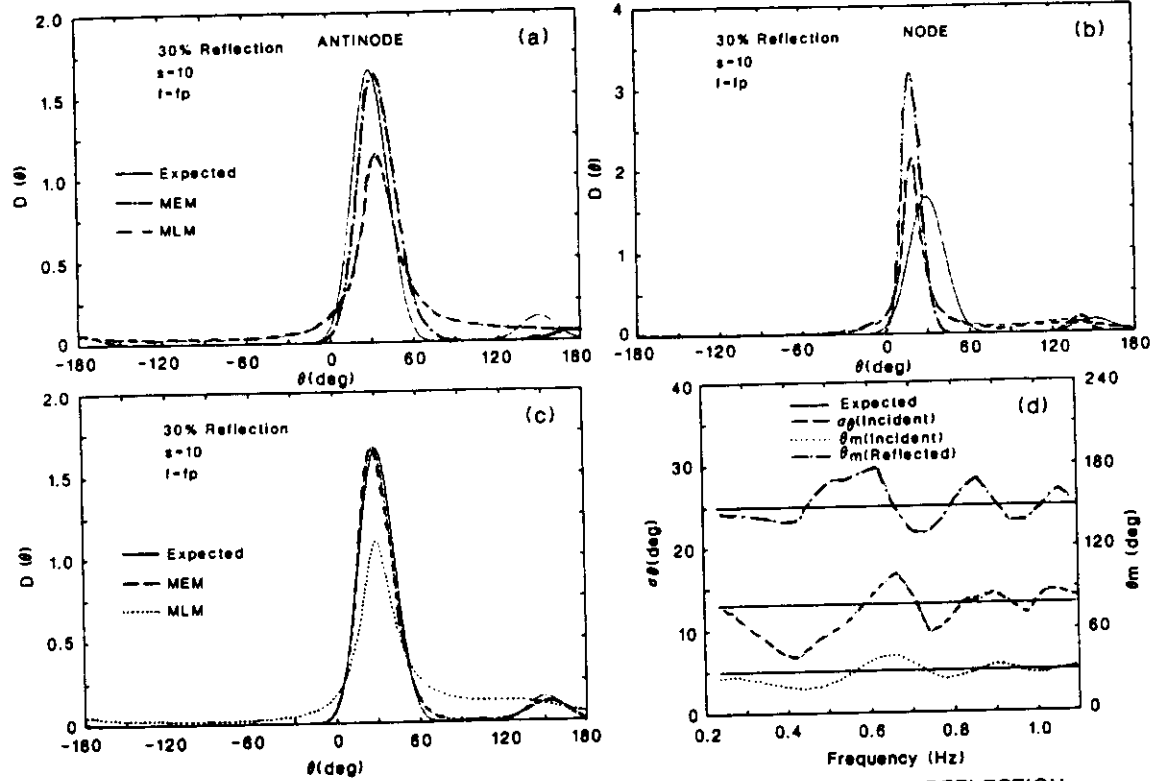 (a)
ANTINODE
30% Reflection
s=10
f=fp
Expected
MEM
MLM
D (θ)
2.0
1.5
1.0
0.5
0
-180
-120
-60
0
60
120
180
θ(deg)
(b)
NODE
30% Reflection
s=10
f=fp
D (θ)
4
3
2
1
0
-180
-120
-60
0
60
120
180
θ(deg)
(c)
30% Reflection
s=10
f=fp
Expected
MEM
MLM
D (θ)
2.0
1.5
1.0
0.5
0
-180
-120
-60
0
60
120
180
θ(deg)
(d)
Expected
σθ(Incident)
θm(Incident)
θm(Reflected)
σθ(deg)
40
30
20
10
0
θm (deg)
240
180
120
60
0
0.2
0.4
0.6
0.8
1.0
Frequency (Hz)